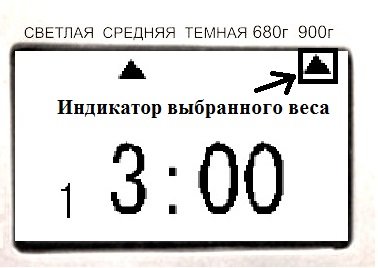 СВЕТЛАЯ СРЕДНЯЯ ТЕМНАЯ 680г 900г
Индикатор выбранного веса
1 3:00